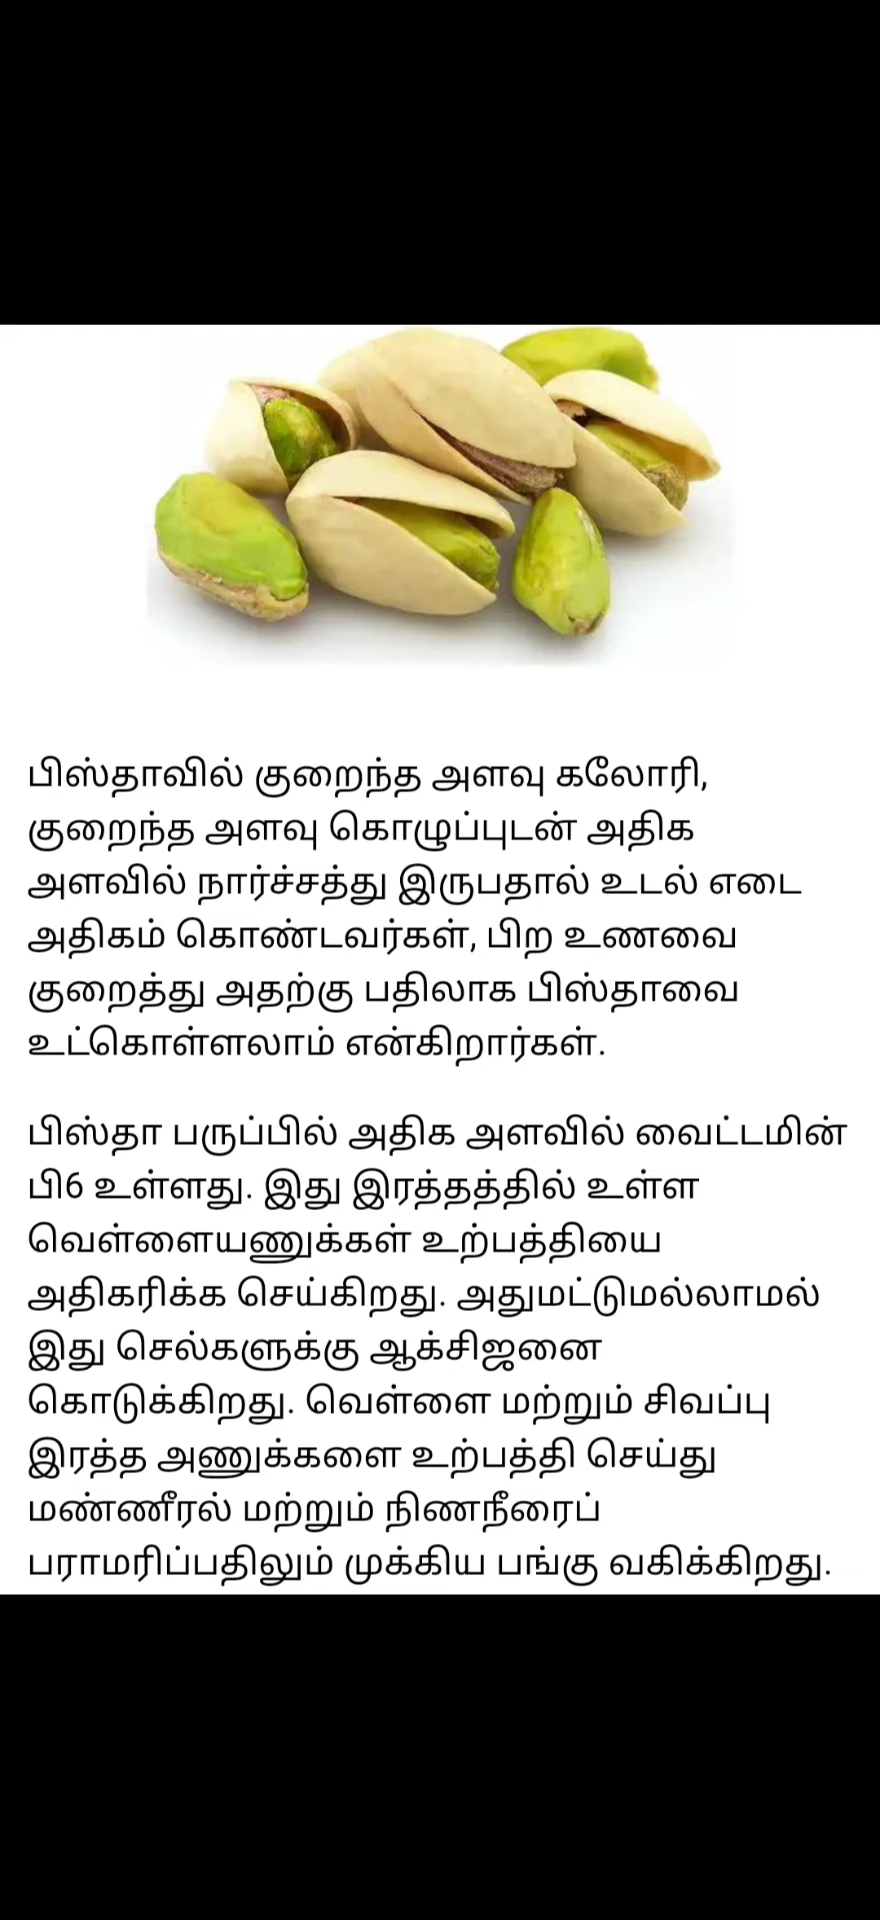 பிஸ்தாவில் குறைந்த அளவு கலோரி,
குறைந்த அளவு கொழுப்புடன் அதிக
அளவில் நார்ச்சத்து இருபதால் உடல் எடை
அதிகம் கொண்டவர்கள், பிற உணவை
குறைத்து அதற்கு பதிலாக பிஸ்தாவை
உட்கொள்ளலாம் என்கிறார்கள்.
பிஸ்தா பருப்பில் அதிக அளவில் வைட்டமின்
பி6 உள்ளது. இது இரத்தத்தில் உள்ள
வெள்ளையணுக்கள் உற்பத்தியை
அதிகரிக்க செய்கிறது. அதுமட்டுமல்லாமல்
இது செல்களுக்கு ஆக்சிஜனை
கொடுக்கிறது. வெள்ளை மற்றும் சிவப்பு
இரத்த அணுக்களை உற்பத்தி செய்து
மண்ணீரல் மற்றும் நிணநீரைப்
பராமரிப்பதிலும் முக்கிய பங்கு வகிக்கிறது.